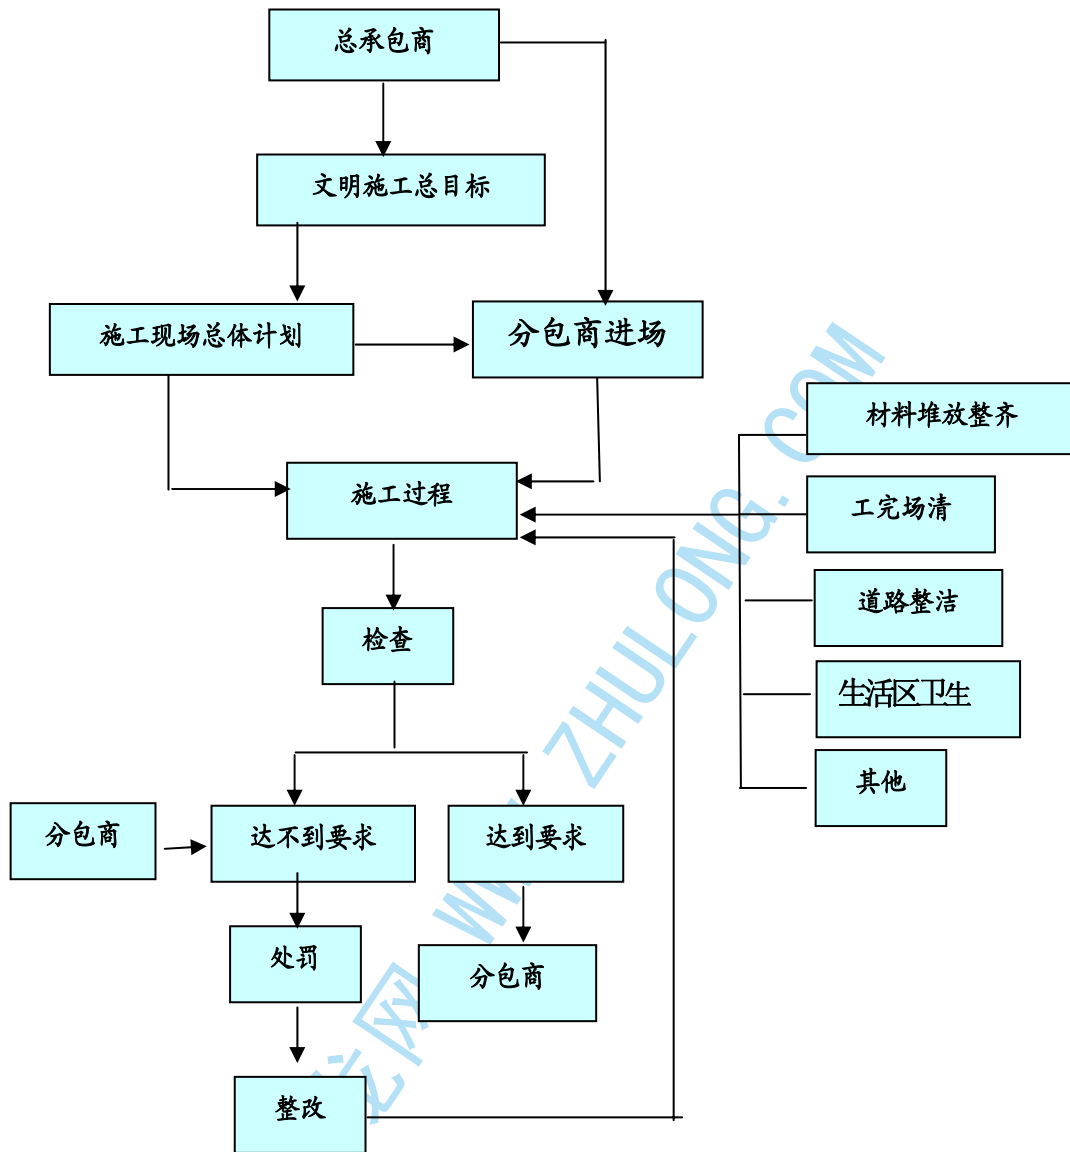 总承包商
文明施工总目标
施工现场总体计划
分包商进场
材料堆放整齐
施工过程
工完场清
道路整洁
检查
生活区卫生
其他
分包商
达不到要求
达到要求
处罚
分包商
整改
网 WWW.ZHULONG.COM